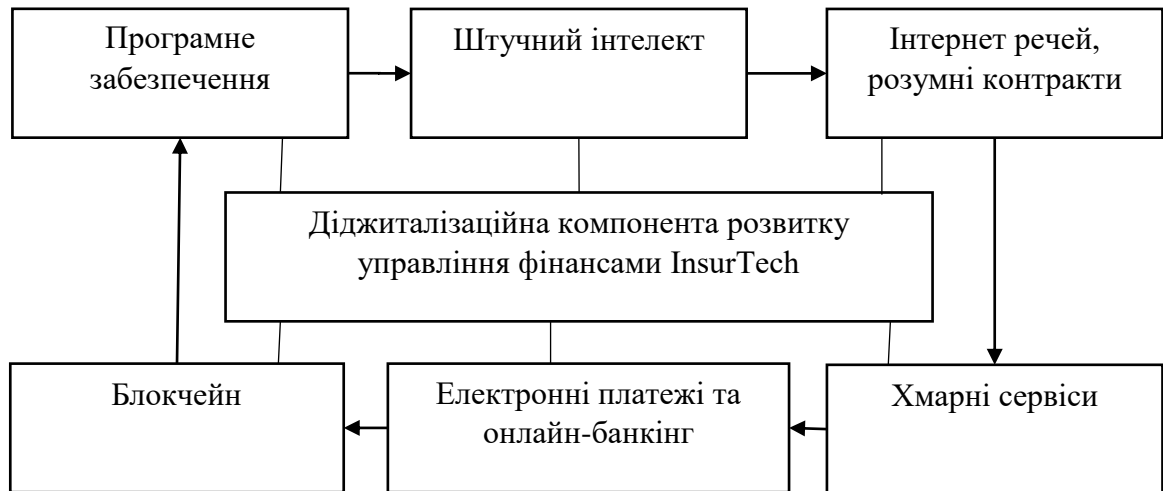 Програмне
забезпечення
Штучний інтелект
Інтернет речей,
розумні контракти
Діджиталізаційна компонента розвитку
управління фінансами InsurTech
Блокчейн
Електронні платежі та
онлайн-банкінг
Хмарні сервіси